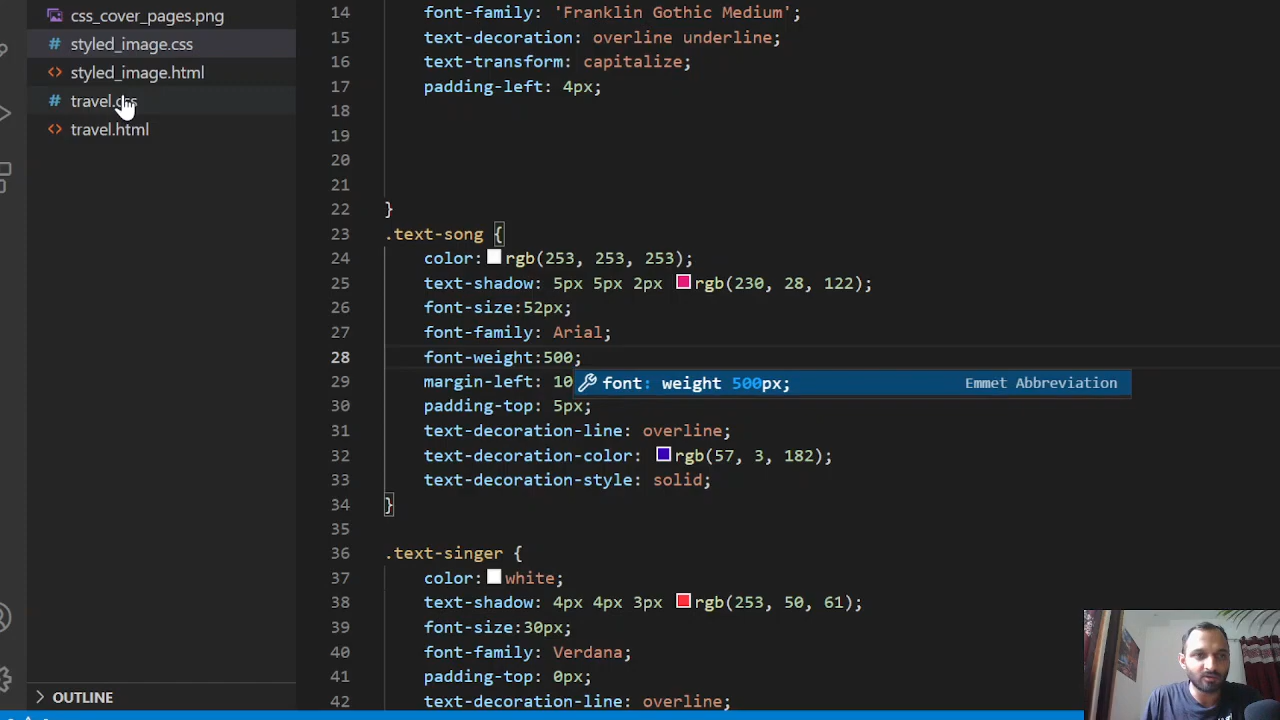 css_cover_pages.png
# styled_image.css
<> styled_image.html
# travel.css
<> travel.html
OUTLINE
14 font-family: 'Franklin Gothic Medium';
15 text-decoration: overline underline;
16 text-transform: capitalize;
17 padding-left: 4px;
18
19
20
21
22 }
23 .text-song {
24 color: rgb(253, 253, 253);
25 text-shadow: 5px 5px 2px rgb(230, 28, 122);
26 font-size:52px;
27 font-family: Arial;
28 font-weight:500;
font: weight 500px; Emmet Abbreviation
29 margin-left: 10
30 padding-top: 5px;
31 text-decoration-line: overline;
32 text-decoration-color: rgb(57, 3, 182);
33 text-decoration-style: solid;
34 }
35
36 .text-singer {
37 color: white;
38 text-shadow: 4px 4px 3px rgb(253, 50, 61);
39 font-size:30px;
40 font-family: Verdana;
41 padding-top: 0px;
42 text-decoration-line: overline;